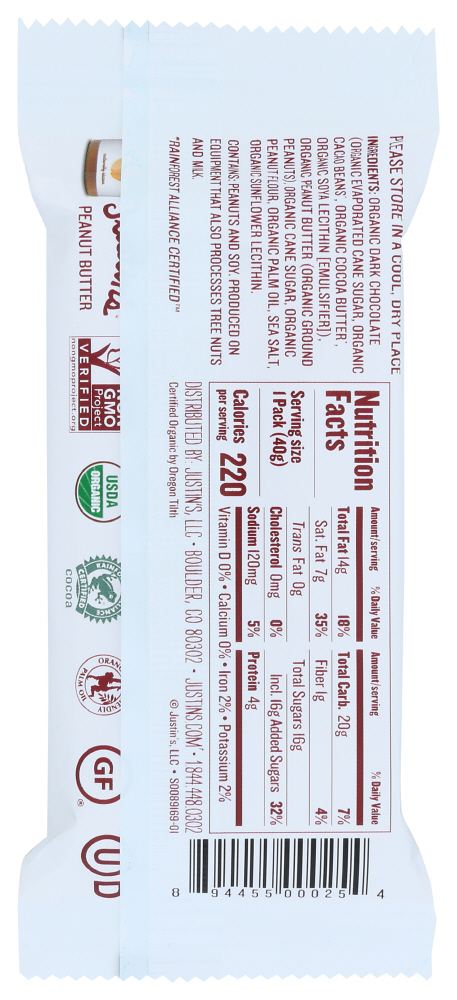 PLEASE STORE IN A COOL, DRY PLACE
INGREDIENTS: ORGANIC DARK CHOCOLATE
(ORGANIC EVAPORATED CANE SUGAR, ORGANIC
CACAO BEANS*, ORGANIC COCOA BUTTER*,
ORGANIC SOYA LECITHIN [EMULSIFIER]),
ORGANIC PEANUT BUTTER (ORGANIC GROUND
PEANUTS), ORGANIC CANE SUGAR, ORGANIC
PEANUT FLOUR, ORGANIC PALM OIL, SEA SALT,
ORGANIC SUNFLOWER LECITHIN.
CONTAINS PEANUTS AND SOY. PRODUCED ON
EQUIPMENT THAT ALSO PROCESSES TREE NUTS
AND MILK.
*RAINFOREST ALLIANCE CERTIFIED™
Nutrition
Facts
Serving size
1 Pack (40g)
Calories 220
per serving
Amount/serving % Daily Value
Total Fat 14g 18%
Sat. Fat 7g 35%
Trans Fat 0g
Cholesterol 0mg 0%
Sodium 120mg 5%
Amount/serving % Daily Value
Total Carb. 20g 7%
Fiber 1g 4%
Total Sugars 16g
Incl. 16g Added Sugars 32%
Protein 4g
Vitamin D 0% • Calcium 0% • Iron 2% • Potassium 2%
DISTRIBUTED BY: JUSTIN'S, LLC • BOULDER, CO 80302 • JUSTINS.COM • 1.844.448.0302
Certified Organic by Oregon Tilth
© Justin's, LLC • S0089169-01
8 94455 00025 4
Justin's®
PEANUT BUTTER
GMO
Project
VERIFIED
nongmoproject.org
USDA
ORGANIC
CERTIFIED
cocoa
PALM OIL
GF®
UD